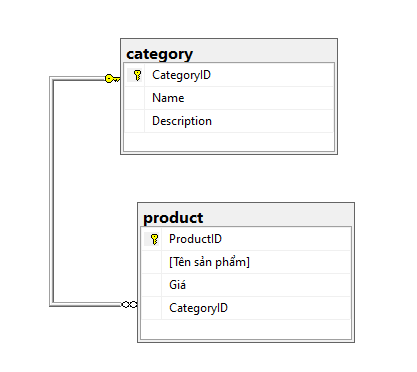 category
CategoryID
Name
Description
product
ProductID
[Tên sản phẩm]
Giá
CategoryID